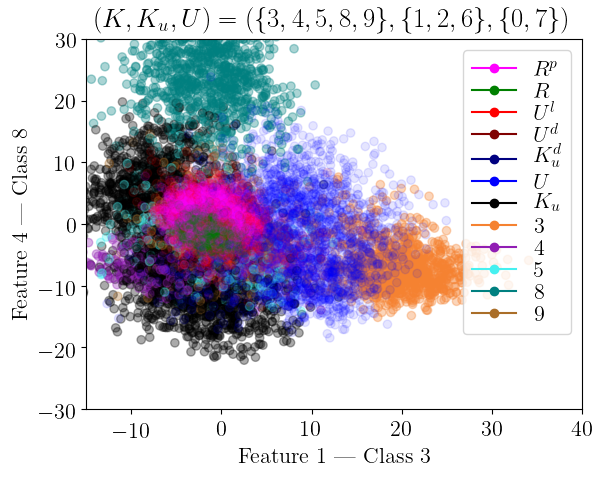 (K, K_u, U) = ({3, 4, 5, 8, 9}, {1, 2, 6}, {0, 7})
30
20
10
0
−10
−20
−30
Feature 4 — Class 8
R^p
R
U^l
U^d
K_u^d
U
K_u
3
4
5
8
9
−10
0
10
20
30
40
Feature 1 — Class 3